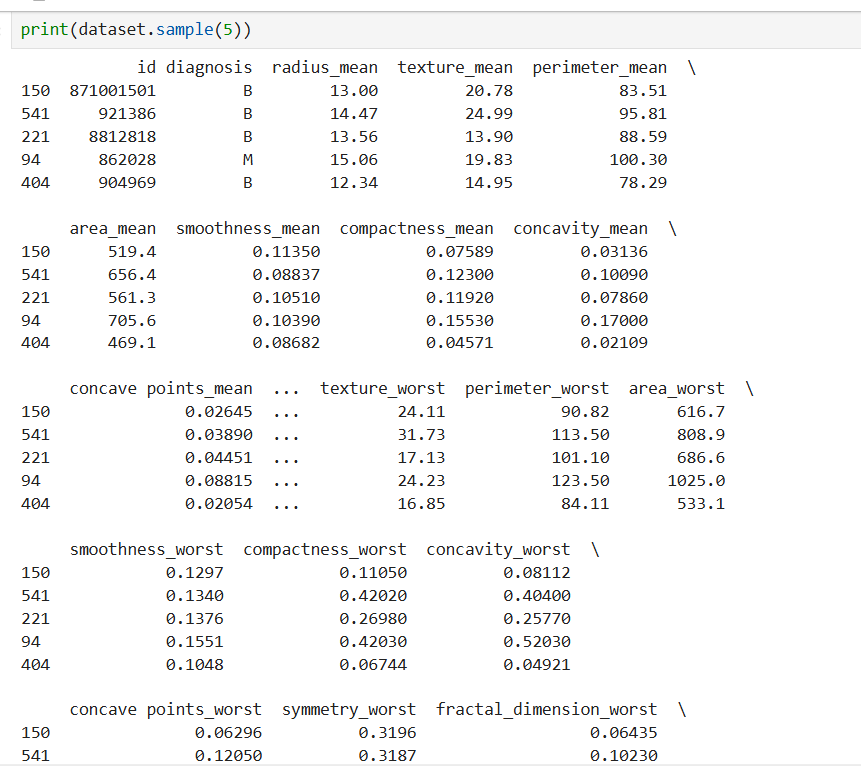 print(dataset.sample(5))
id diagnosis radius_mean texture_mean perimeter_mean \
150 871001501 B 13.00 20.78 83.51
541 921386 B 14.47 24.99 95.81
221 8812818 B 13.56 13.90 88.59
94 862028 M 15.06 19.83 100.30
404 904969 B 12.34 14.95 78.29
area_mean smoothness_mean compactness_mean concavity_mean \
150 519.4 0.11350 0.07589 0.03136
541 656.4 0.08837 0.12300 0.10090
221 561.3 0.10510 0.11920 0.07860
94 705.6 0.10390 0.15530 0.17000
404 469.1 0.08682 0.04571 0.02109
concave points_mean ... texture_worst perimeter_worst area_worst \
150 0.02645 ... 24.11 90.82 616.7
541 0.03890 ... 31.73 113.50 808.9
221 0.04451 ... 17.13 101.10 686.6
94 0.08815 ... 24.23 123.50 1025.0
404 0.02054 ... 16.85 84.11 533.1
smoothness_worst compactness_worst concavity_worst \
150 0.1297 0.11050 0.08112
541 0.1340 0.42020 0.40400
221 0.1376 0.26980 0.25770
94 0.1551 0.42030 0.52030
404 0.1048 0.06744 0.04921
concave points_worst symmetry_worst fractal_dimension_worst \
150 0.06296 0.3196 0.06435
541 0.12050 0.3187 0.10230